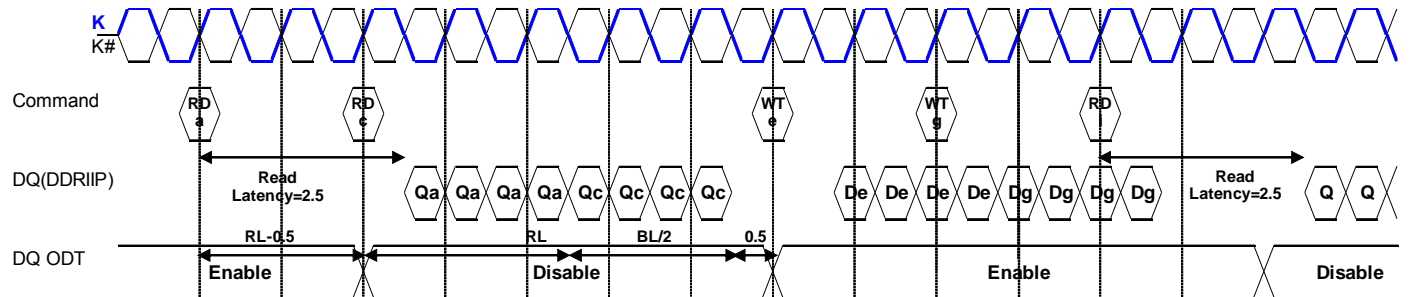 K
K#
Command
RD a RD c WT e WT g RD
DQ(DDRIIP)
Qa Qa Qa Qa Qc Qc Qc Qc De De De De Dg Dg Dg Dg Q Q
Read Latency=2.5
Read Latency=2.5
RL-0.5 RL BL/2 0.5
DQ ODT
Enable Disable Enable Disable